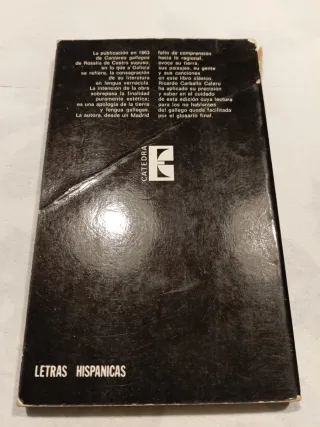 La publicación en 1863
de Cantares gallegos
de Rosalía de Castro supuso,
en lo que a Galicia
se refiere, la consagración
de su literatura
en lengua vernácula.
La intención de la obra
sobrepasa la finalidad
puramente estética;
es una apología de la tierra
y lengua gallegas.
La autora, desde un Madrid
falto de comprensión
hacia lo regional,
evoca su tierra,
sus paisajes, su gente
y sus canciones
en este libro clásico.
Ricardo Carballo Calero
ha aplicado su precisión
y saber en el cuidado
de esta edición cuya lectura
para los no hablantes
del gallego queda facilitada
por el glosario final.
CATEDRA
LETRAS HISPANICAS